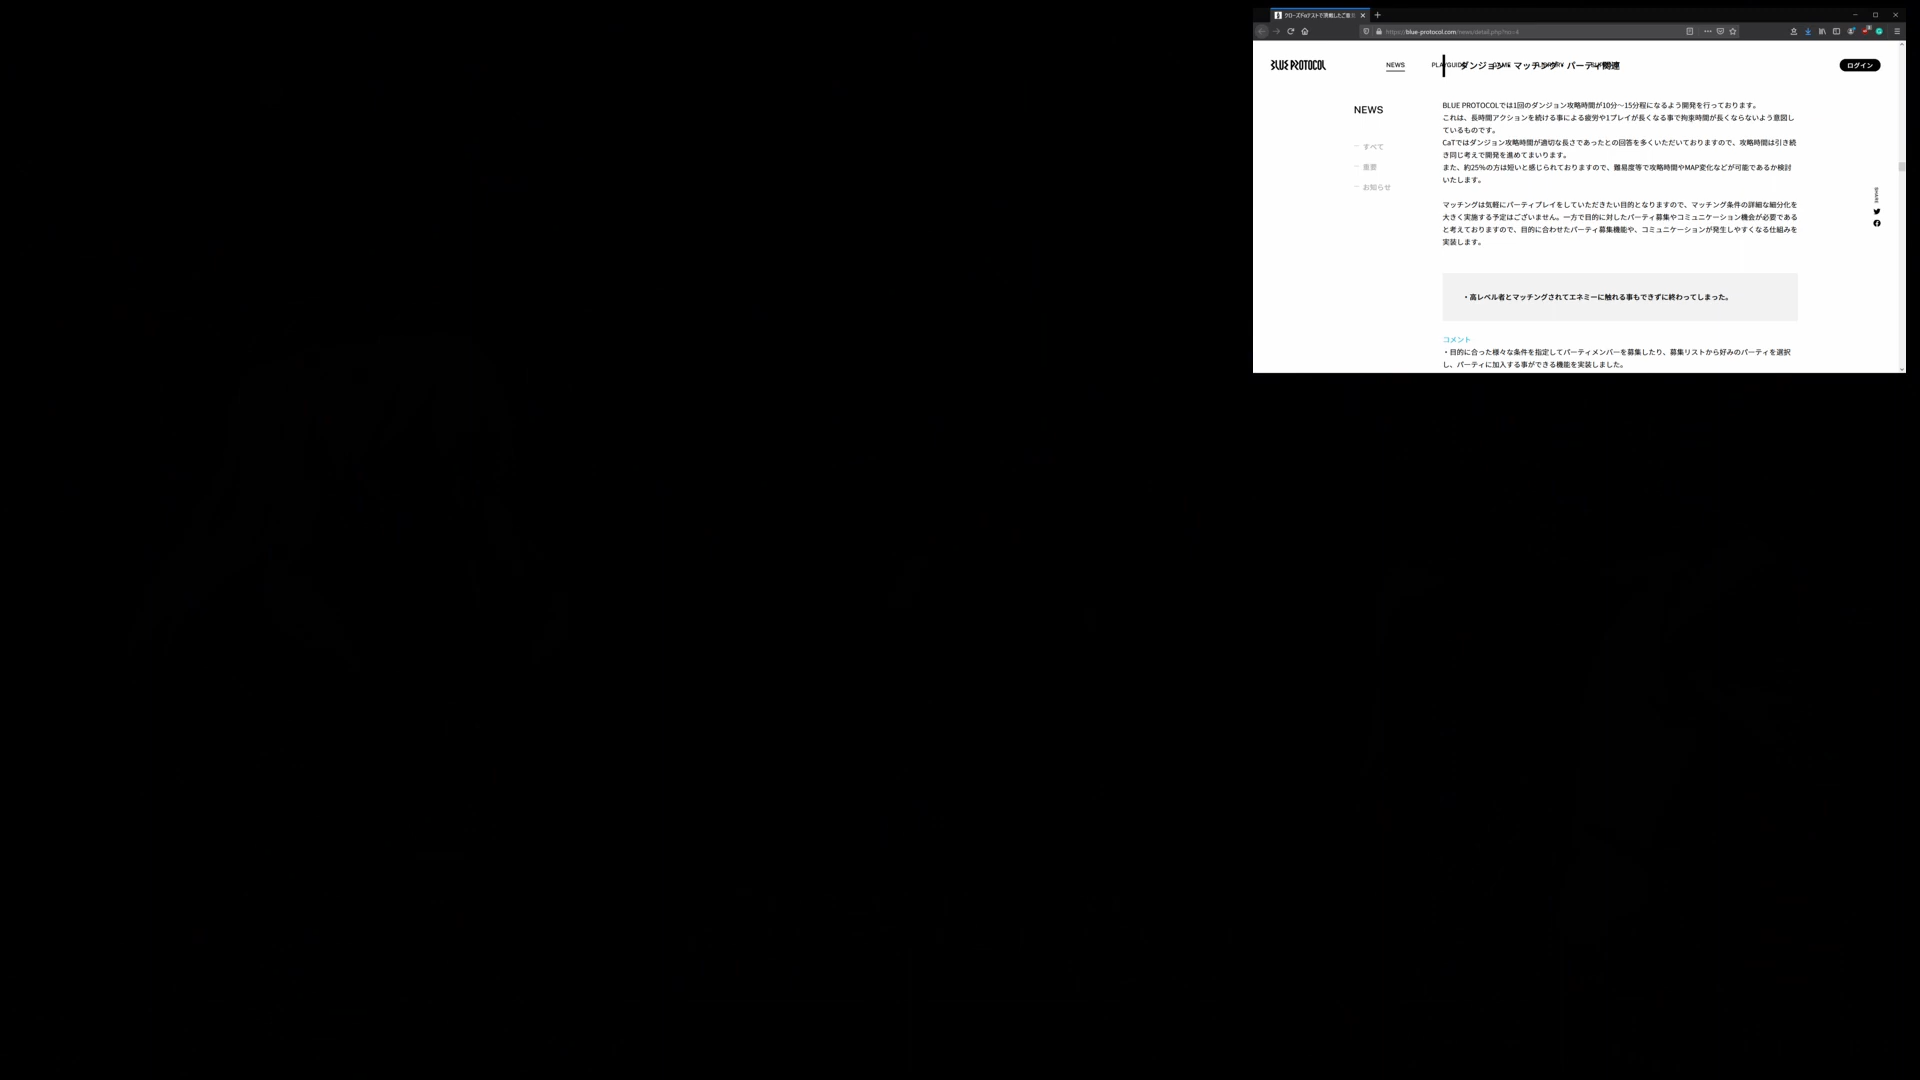 クローズドαテストで頂戴したご意
https://blue-protocol.com/news/detail.php?no=4
BLUE PROTOCOL
NEWS
ダンジョン・マッチング・パーティ関連
ログイン
NEWS
すべて
重要
お知らせ
BLUE PROTOCOLでは1回のダンジョン攻略時間が10分～15分程になるよう開発を行っております。
これは、長時間アクションを続ける事による疲労や1プレイが長くなる事で拘束時間が長くならないよう意図し
ているものです。
CaTではダンジョン攻略時間が適切な長さであったとの回答を多くいただいておりますので、攻略時間は引き続
き同じ考えで開発を進めてまいります。
また、約25%の方は短いと感じられておりますので、難易度等で攻略時間やMAP変化などが可能であるか検討
いたします。
マッチングは気軽にパーティプレイをしていただきたい目的となりますので、マッチング条件の詳細な細分化を
大きく実施する予定はございません。一方で目的に対したパーティ募集やコミュニケーション機会が必要である
と考えておりますので、目的に合わせたパーティ募集機能や、コミュニケーションが発生しやすくなる仕組みを
実装します。
・高レベル者とマッチングされてエネミーに触れる事もできずに終わってしまった。
コメント
・目的に合った様々な条件を指定してパーティメンバーを募集したり、募集リストから好みのパーティを選択
し、パーティに加入する事ができる機能を実装しました。
SHARE